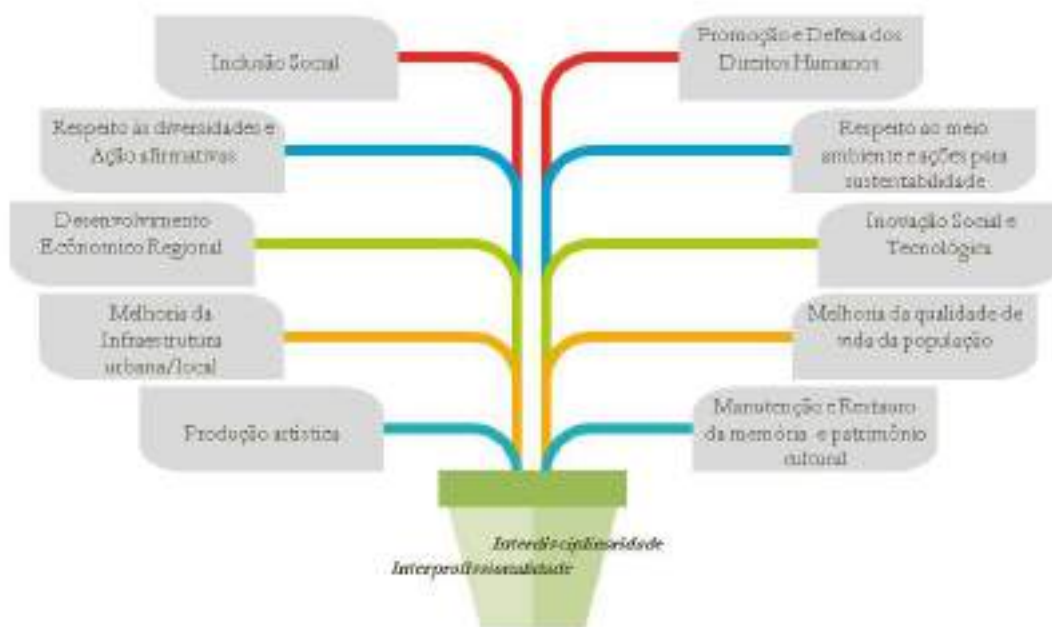 Inclusão Social
Promoção e Defesa dos
Direitos Humanos
Respeito às diversidades e
Ação afirmativas
Respeito ao meio
ambiente e ações para
sustentabilidade
Desenvolvimento
Ecônomico Regional
Inovação Social e
Tecnológica
Melhoria da
Infraestrutura
urbana/local
Melhoria da qualidade de
vida da população
Produção artística
Manutenção e Restauro
da memória e patrimônio
cultural
Interdisciplinaridade
Interprofissionalidade